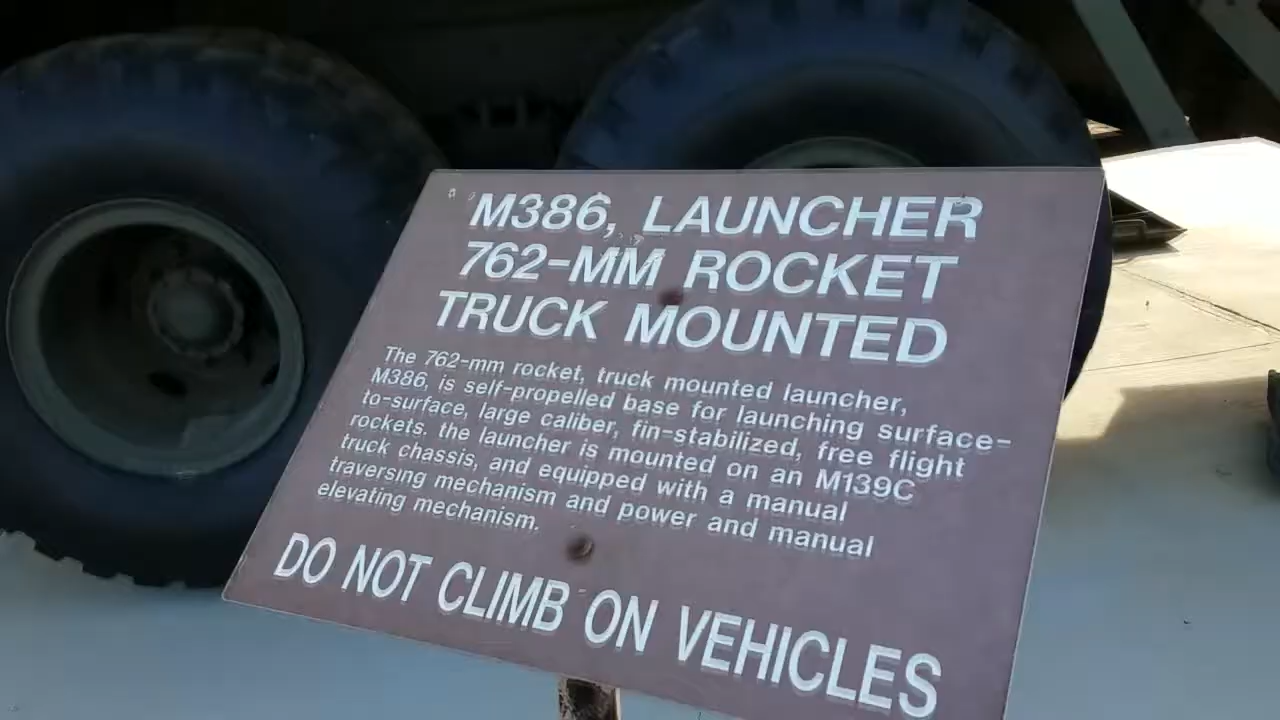 M386, LAUNCHER
762-MM ROCKET
TRUCK MOUNTED
The 762-mm rocket, truck mounted launcher,
M386, is self-propelled base for launching surface-
to-surface, large caliber, fin-stabilized, free flight
rockets. the launcher is mounted on an M139C
truck chassis, and equipped with a manual
traversing mechanism and power and manual
elevating mechanism.
DO NOT CLIMB ON VEHICLES